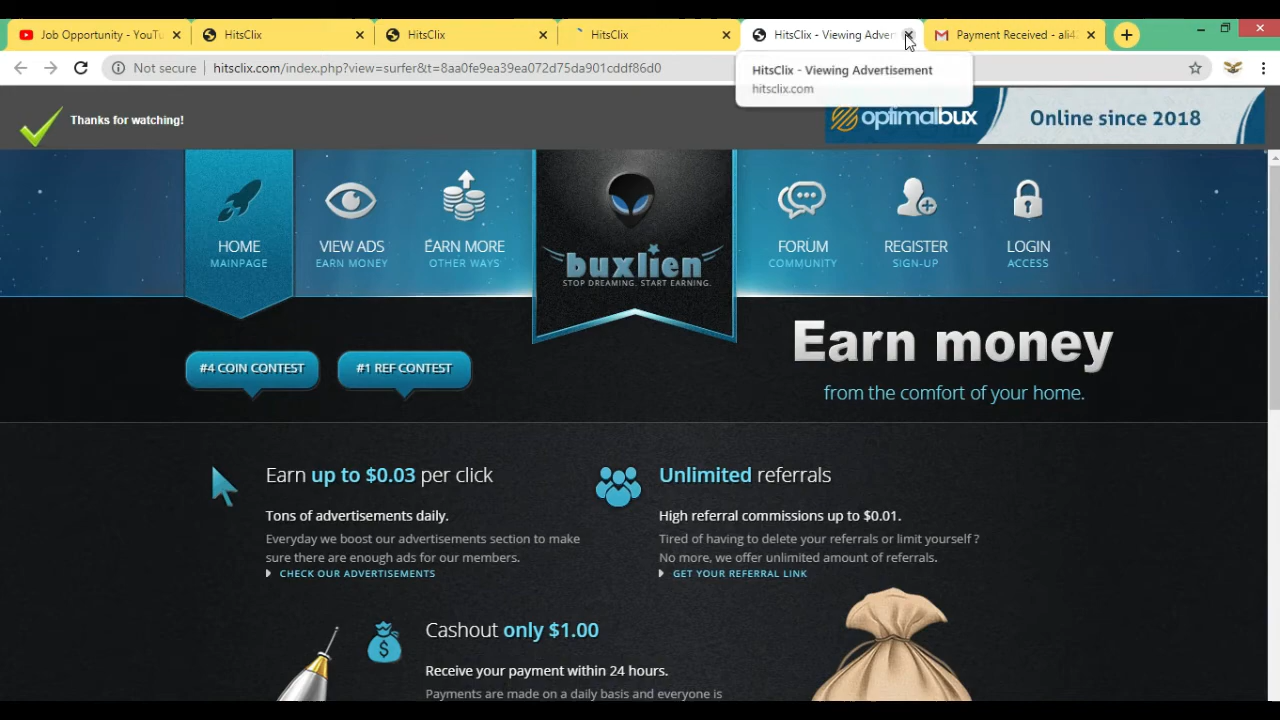 Job Opportunity - YouTu
HitsClix
HitsClix
HitsClix
HitsClix - Viewing Adver
Payment Received - ali4
Not secure
hitsclix.com/index.php?view=surfer&t=8aa0fe9ea39ea072d75da901cddf86d0
HitsClix - Viewing Advertisement
hitsclix.com
Thanks for watching!
optimalbux
Online since 2018
HOME
MAINPAGE
VIEW ADS
EARN MONEY
EARN MORE
OTHER WAYS
buxlien
STOP DREAMING. START EARNING.
FORUM
COMMUNITY
REGISTER
SIGN-UP
LOGIN
ACCESS
#4 COIN CONTEST
#1 REF CONTEST
Earn money
from the comfort of your home.
Earn up to $0.03 per click
Tons of advertisements daily.
Everyday we boost our advertisements section to make
sure there are enough ads for our members.
CHECK OUR ADVERTISEMENTS
Unlimited referrals
High referral commissions up to $0.01.
Tired of having to delete your referrals or limit yourself ?
No more, we offer unlimited amount of referrals.
GET YOUR REFERRAL LINK
Cashout only $1.00
Receive your payment within 24 hours.
Payments are made on a daily basis and everyone is